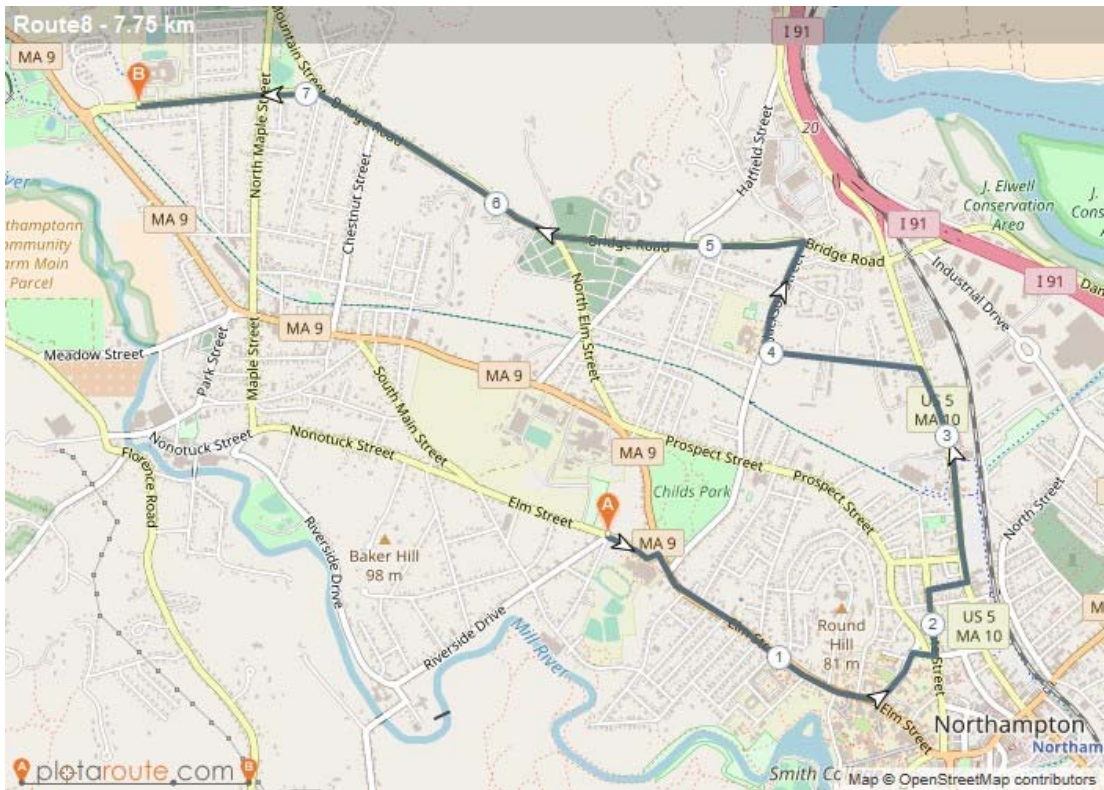 Route8 - 7.75 km
I 91
MA 9
B
Mountain Street
7
Bridge Road
North Maple Street
Hatfield Street
20
Chestnut Street
MA 9
6
J. Elwell
Conservation
Area
J.
Bridge Road
5
Bridge Road
I 91
I 91
Community
Main
Parcel
Industrial Drive
North Elm Street
MA 9
4
Meadow Street
Park Street
Maple Street
MA 9
US 5
MA 10
3
South Main Street
Nonotuck Street
Nonotuck Street
MA 9
Prospect Street
Prospect Street
Florence Road
Elm Street
A
Childs Park
North Street
MA 9
Baker Hill
98 m
Riverside Drive
Riverside Drive
Mill River
Elm
1
Round
Hill
81 m
2
US 5
MA 10
Street
Elm Street
Northampton
Smith
A plotaroute.com B
Map © OpenStreetMap contributors